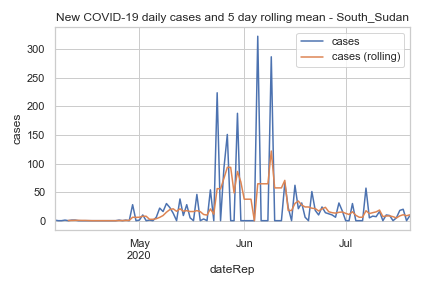 New COVID-19 daily cases and 5 day rolling mean - South_Sudan
cases
cases (rolling)
cases
300
250
200
150
100
50
0
May
2020
Jun
Jul
dateRep